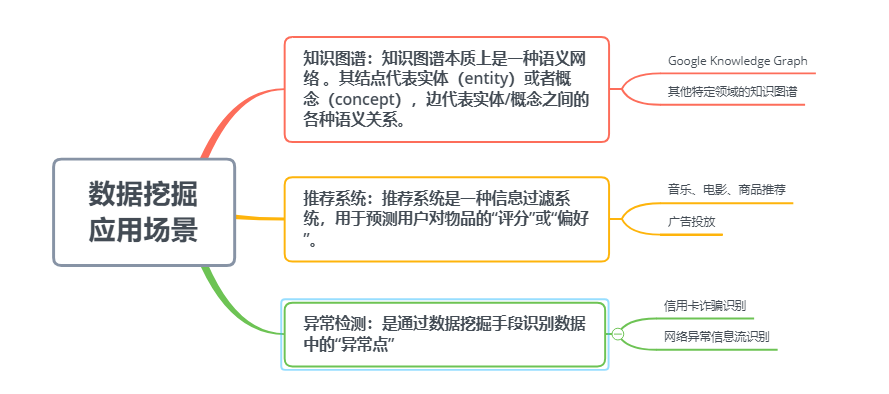 数据挖掘
应用场景
知识图谱：知识图谱本质上是一种语义网
络 。其结点代表实体（entity）或者概
念（concept），边代表实体/概念之间的
各种语义关系。
Google Knowledge Graph
其他特定领域的知识图谱
推荐系统：推荐系统是一种信息过滤系
统，用于预测用户对物品的“评分”或“偏好
”。
音乐、电影、商品推荐
广告投放
异常检测：是通过数据挖掘手段识别数据
中的“异常点”
信用卡诈骗识别
网络异常信息流识别